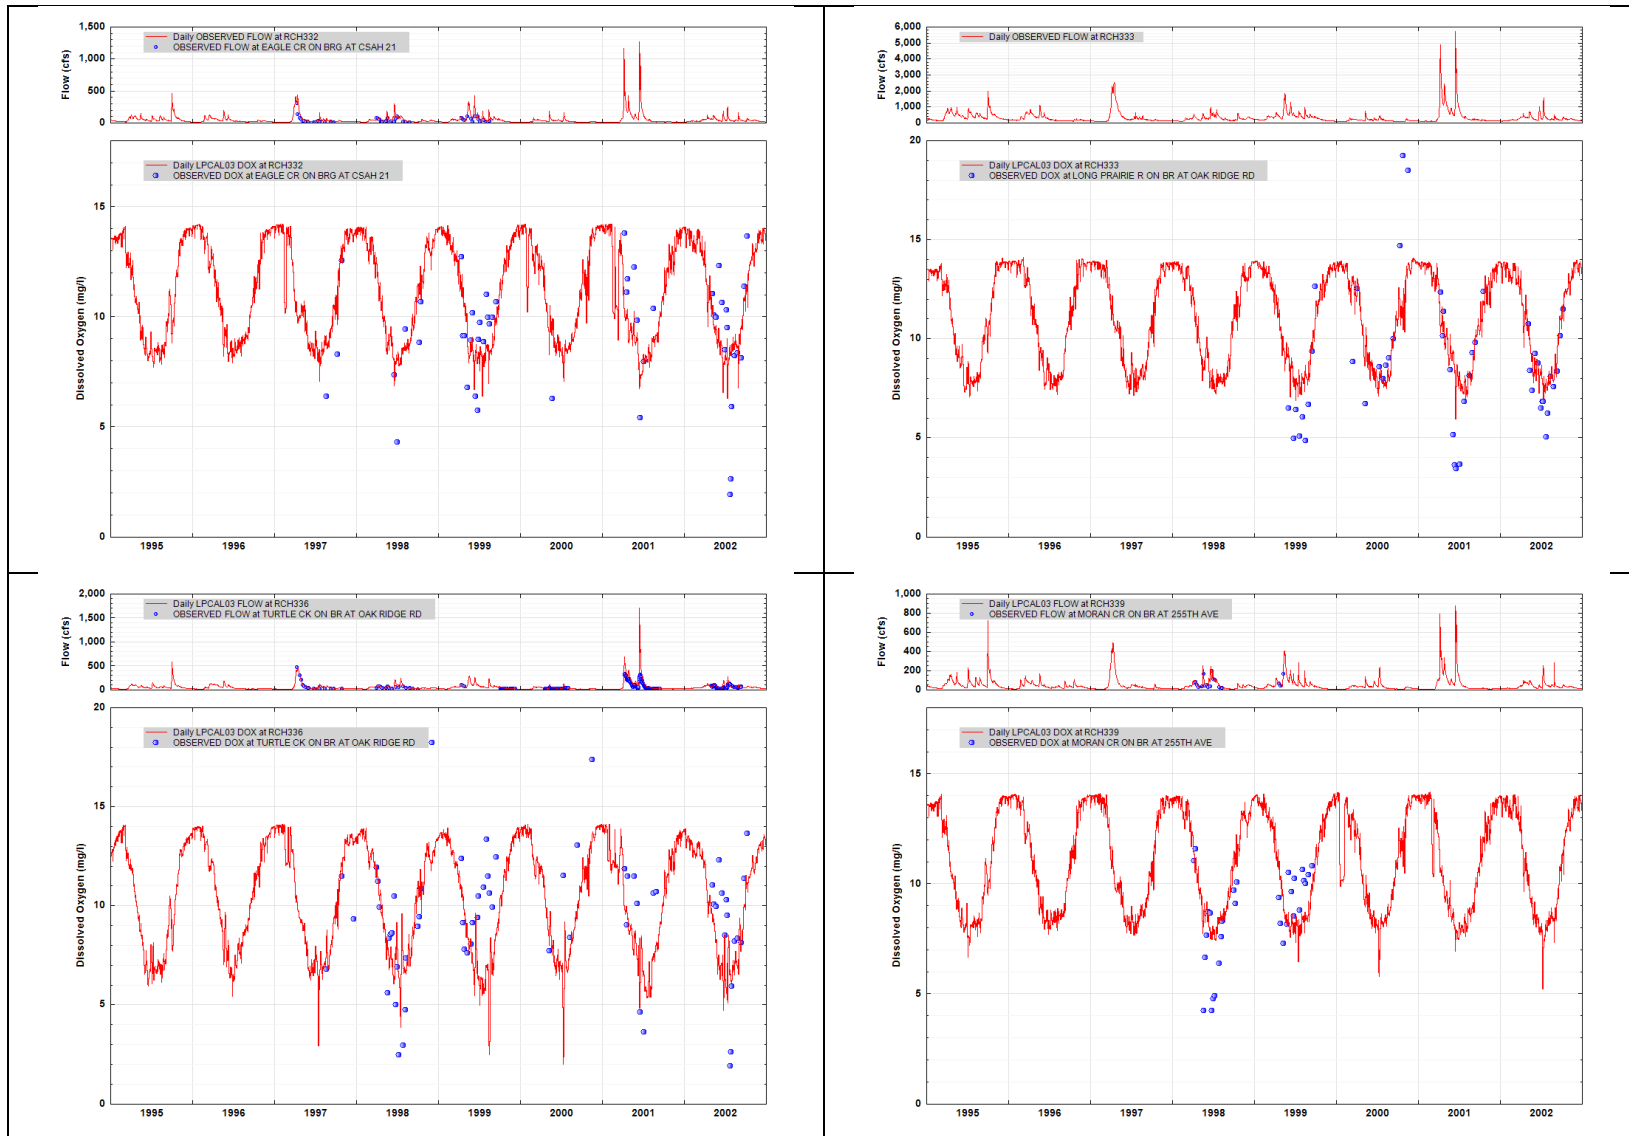 1,500
1,000
500
0
Flow (cfs)
Daily OBSERVED FLOW at RCH332
OBSERVED FLOW at EAGLE CR ON BRG AT CSAH 21
15
10
5
0
Dissolved Oxygen (mg/l)
Daily LPCAL03 DOX at RCH332
OBSERVED DOX at EAGLE CR ON BRG AT CSAH 21
1995 1996 1997 1998 1999 2000 2001 2002
6,000
5,000
4,000
3,000
2,000
1,000
0
Flow (cfs)
Daily OBSERVED FLOW at RCH333
20
15
10
5
0
Dissolved Oxygen (mg/l)
Daily LPCAL03 DOX at RCH333
OBSERVED DOX at LONG PRAIRIE R ON BR AT OAK RIDGE RD
1995 1996 1997 1998 1999 2000 2001 2002
2,000
1,500
1,000
500
0
Flow (cfs)
Daily LPCAL03 FLOW at RCH336
OBSERVED FLOW at TURTLE CK ON BR AT OAK RIDGE RD
20
15
10
5
0
Dissolved Oxygen (mg/l)
Daily LPCAL03 DOX at RCH336
OBSERVED DOX at TURTLE CK ON BR AT OAK RIDGE RD
1995 1996 1997 1998 1999 2000 2001 2002
1,000
800
600
400
200
0
Flow (cfs)
Daily LPCAL03 FLOW at RCH339
OBSERVED FLOW at MORAN CR ON BR AT 255TH AVE
15
10
5
0
Dissolved Oxygen (mg/l)
Daily LPCAL03 DOX at RCH339
OBSERVED DOX at MORAN CR ON BR AT 255TH AVE
1995 1996 1997 1998 1999 2000 2001 2002